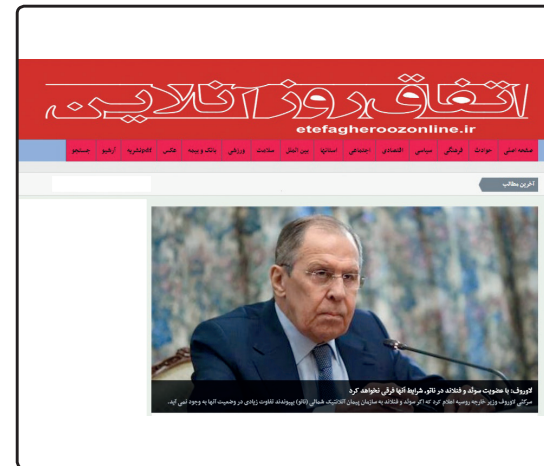 اتفاق روز آنلاین
etefagheroozonline.ir
صفحه اصلی حوادث فرهنگی سیاسی اقتصادی اجتماعی استانها بین الملل سلامت ورزشی بانک و بیمه عکس pdfنشریه آرشیو جستجو
آخرین مطالب
لاوروف: با عضویت سوئد و فنلاند در ناتو، شرایط آنها فرقی نخواهد کرد
سرگئی لاوروف وزیر خارجه روسیه اعلام کرد که اگر سوئد و فنلاند به سازمان پیمان آتلانتیک شمالی (ناتو) بپیوندند تفاوت زیادی در وضعیت آنها به وجود نمی آید.